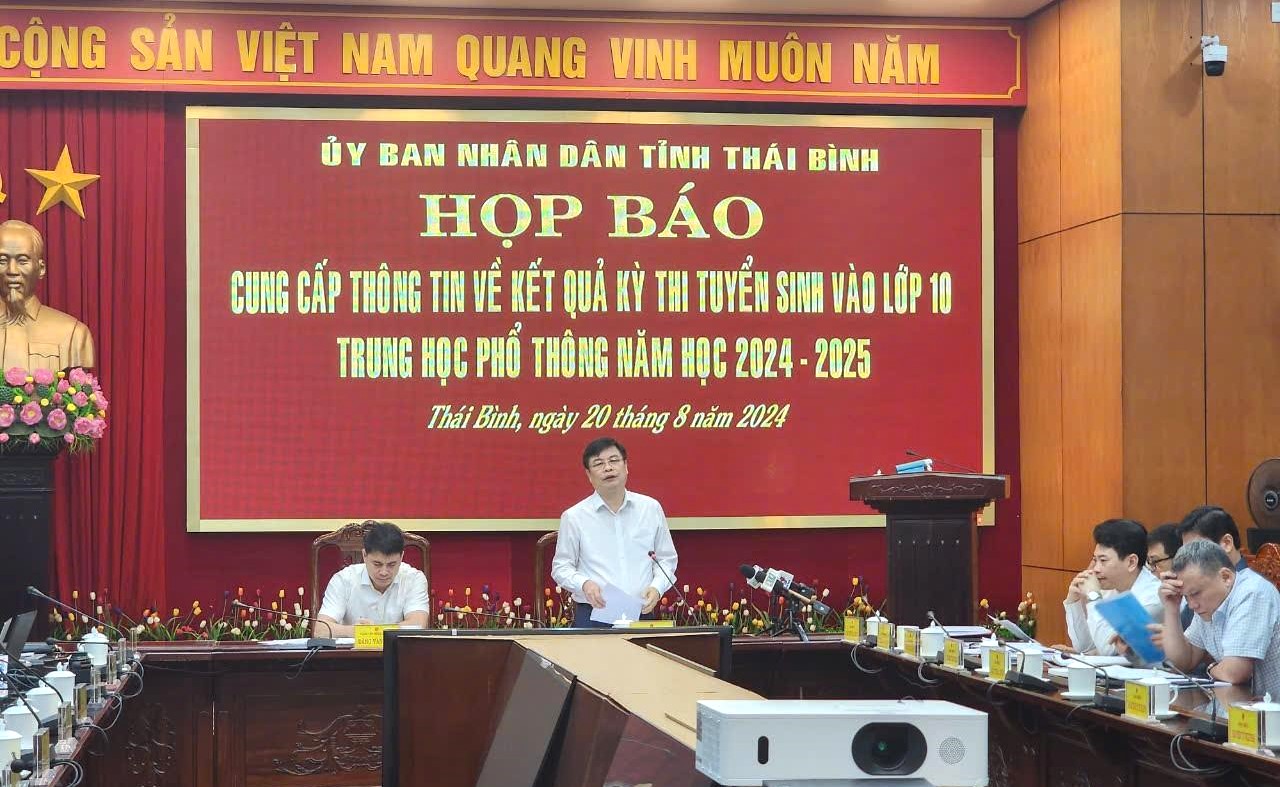 CỘNG SẢN VIỆT NAM QUANG VINH MUÔN NĂM
ỦY BAN NHÂN DÂN TỈNH THÁI BÌNH
HỌP BÁO
CUNG CẤP THÔNG TIN VỀ KẾT QUẢ KỲ THI TUYỂN SINH VÀO LỚP 10
TRUNG HỌC PHỔ THÔNG NĂM HỌC 2024 - 2025
Thái Bình, ngày 20 tháng 8 năm 2024